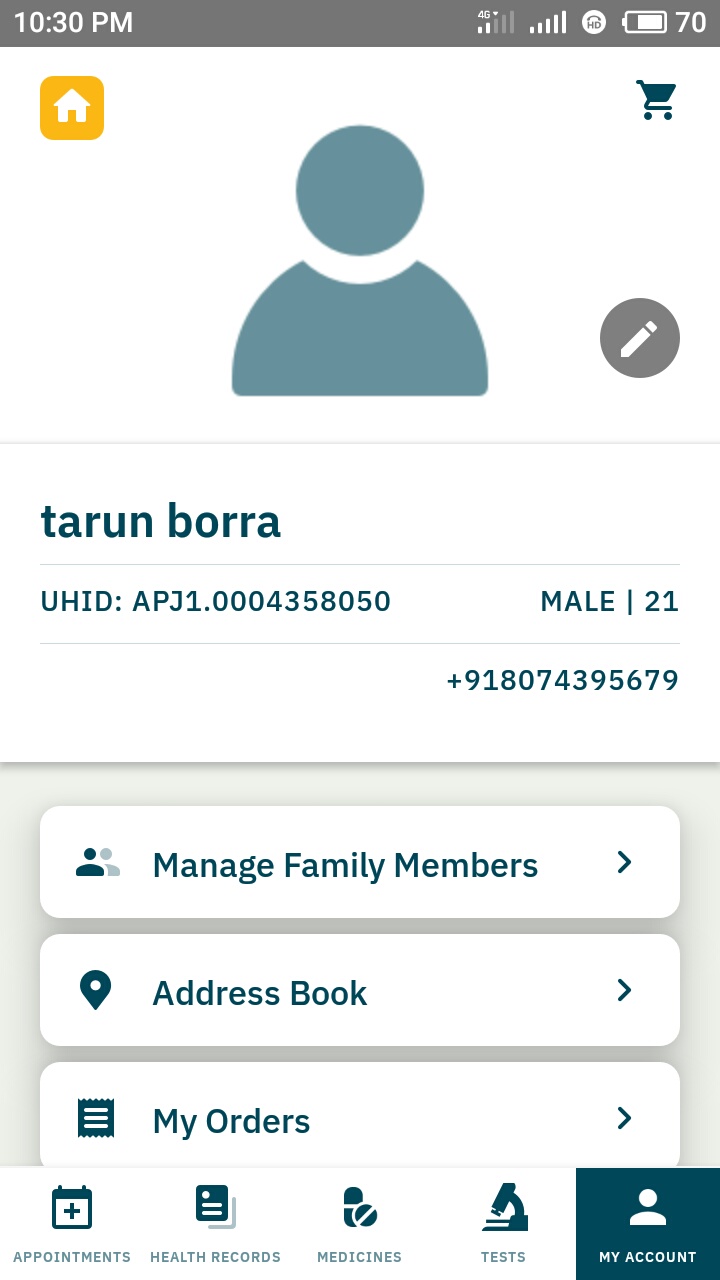 10:30 PM 4G HD 70
tarun borra
UHID: APJ1.0004358050 MALE | 21
+918074395679
Manage Family Members
Address Book
My Orders
APPOINTMENTS HEALTH RECORDS MEDICINES TESTS MY ACCOUNT